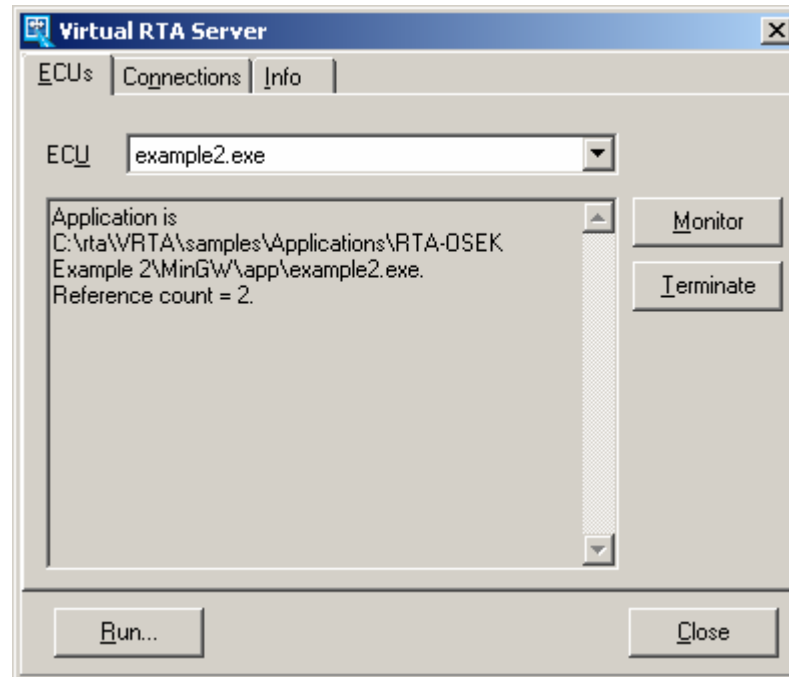 Virtual RTA Server
ECUs Connections Info
ECU example2.exe
Application is
C:\rta\VRTA\samples\Applications\RTA-OSEK
Example 2\MinGW\app\example2.exe.
Reference count = 2.
Monitor
Terminate
Run...
Close